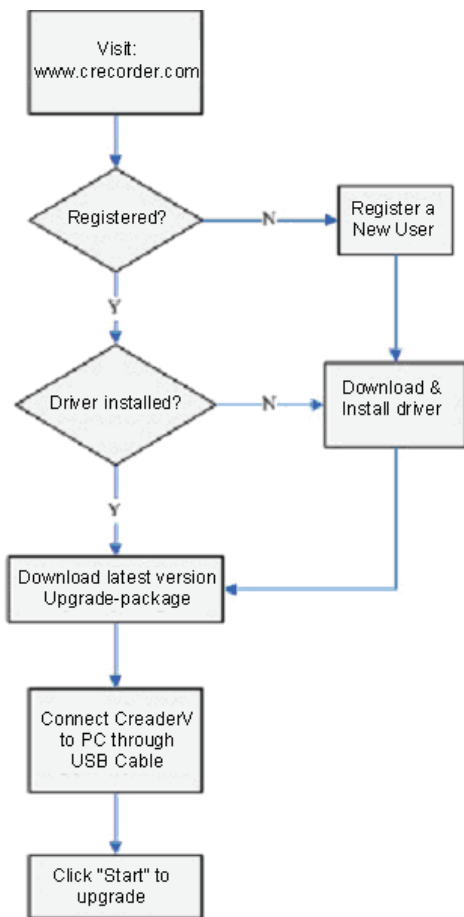 Visit:
www.crecorder.com
Registered?
N
Register a
New User
Y
Driver installed?
N
Download &
Install driver
Y
Download latest version
Upgrade-package
Connect CreaderV
to PC through
USB Cable
Click "Start" to
upgrade